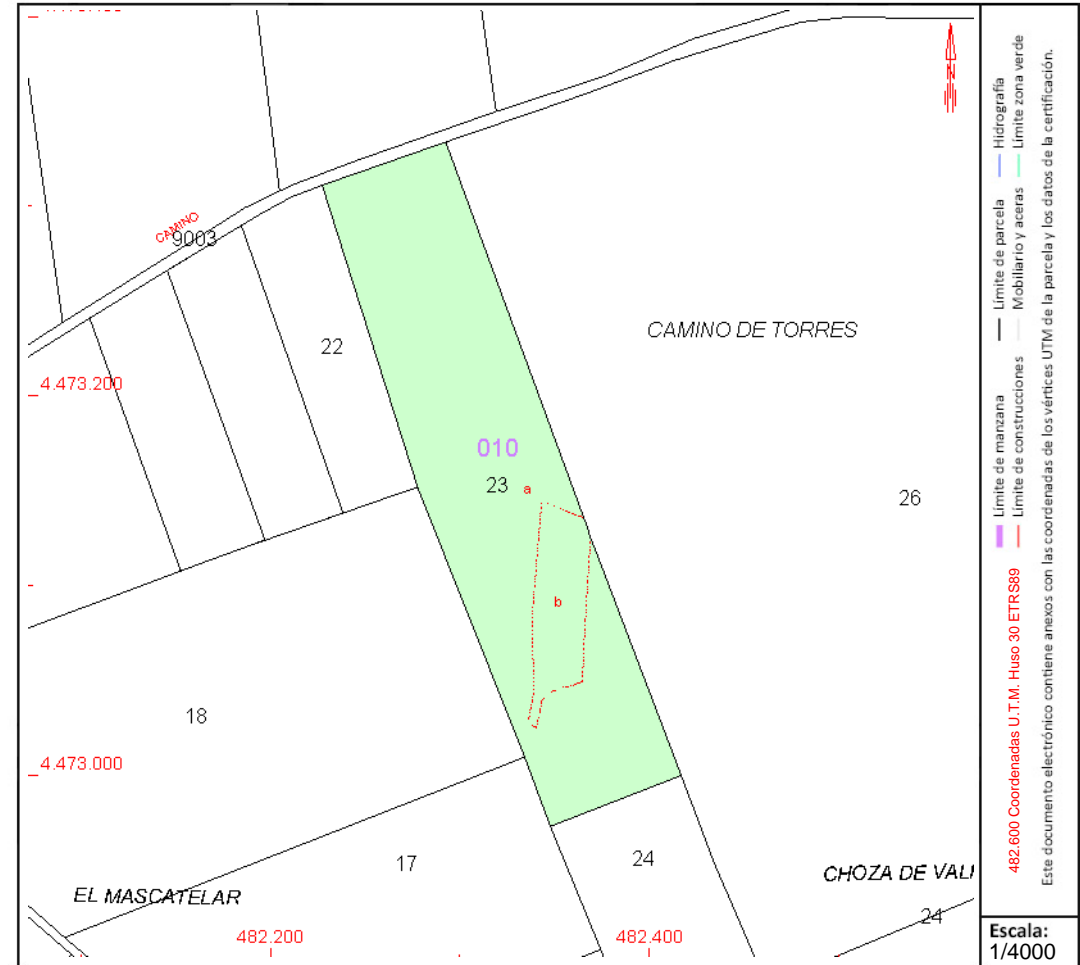 N
CAMINO
9003
22
CAMINO DE TORRES
4.473.200
010
23
a
26
b
18
4.473.000
17
24
CHOZA DE VAL
EL MASCATELAR
24
482.200
482.400
482.600 Coordenadas U.T.M. Huso 30 ETRS89
Límite de manzana
Límite de parcela
Hidrografía
Límite de construcciones
Mobiliario y aceras
Límite zona verde
Este documento electrónico contiene anexos con las coordenadas de los vértices UTM de la parcela y los datos de la certificación.
Escala:
1/4000